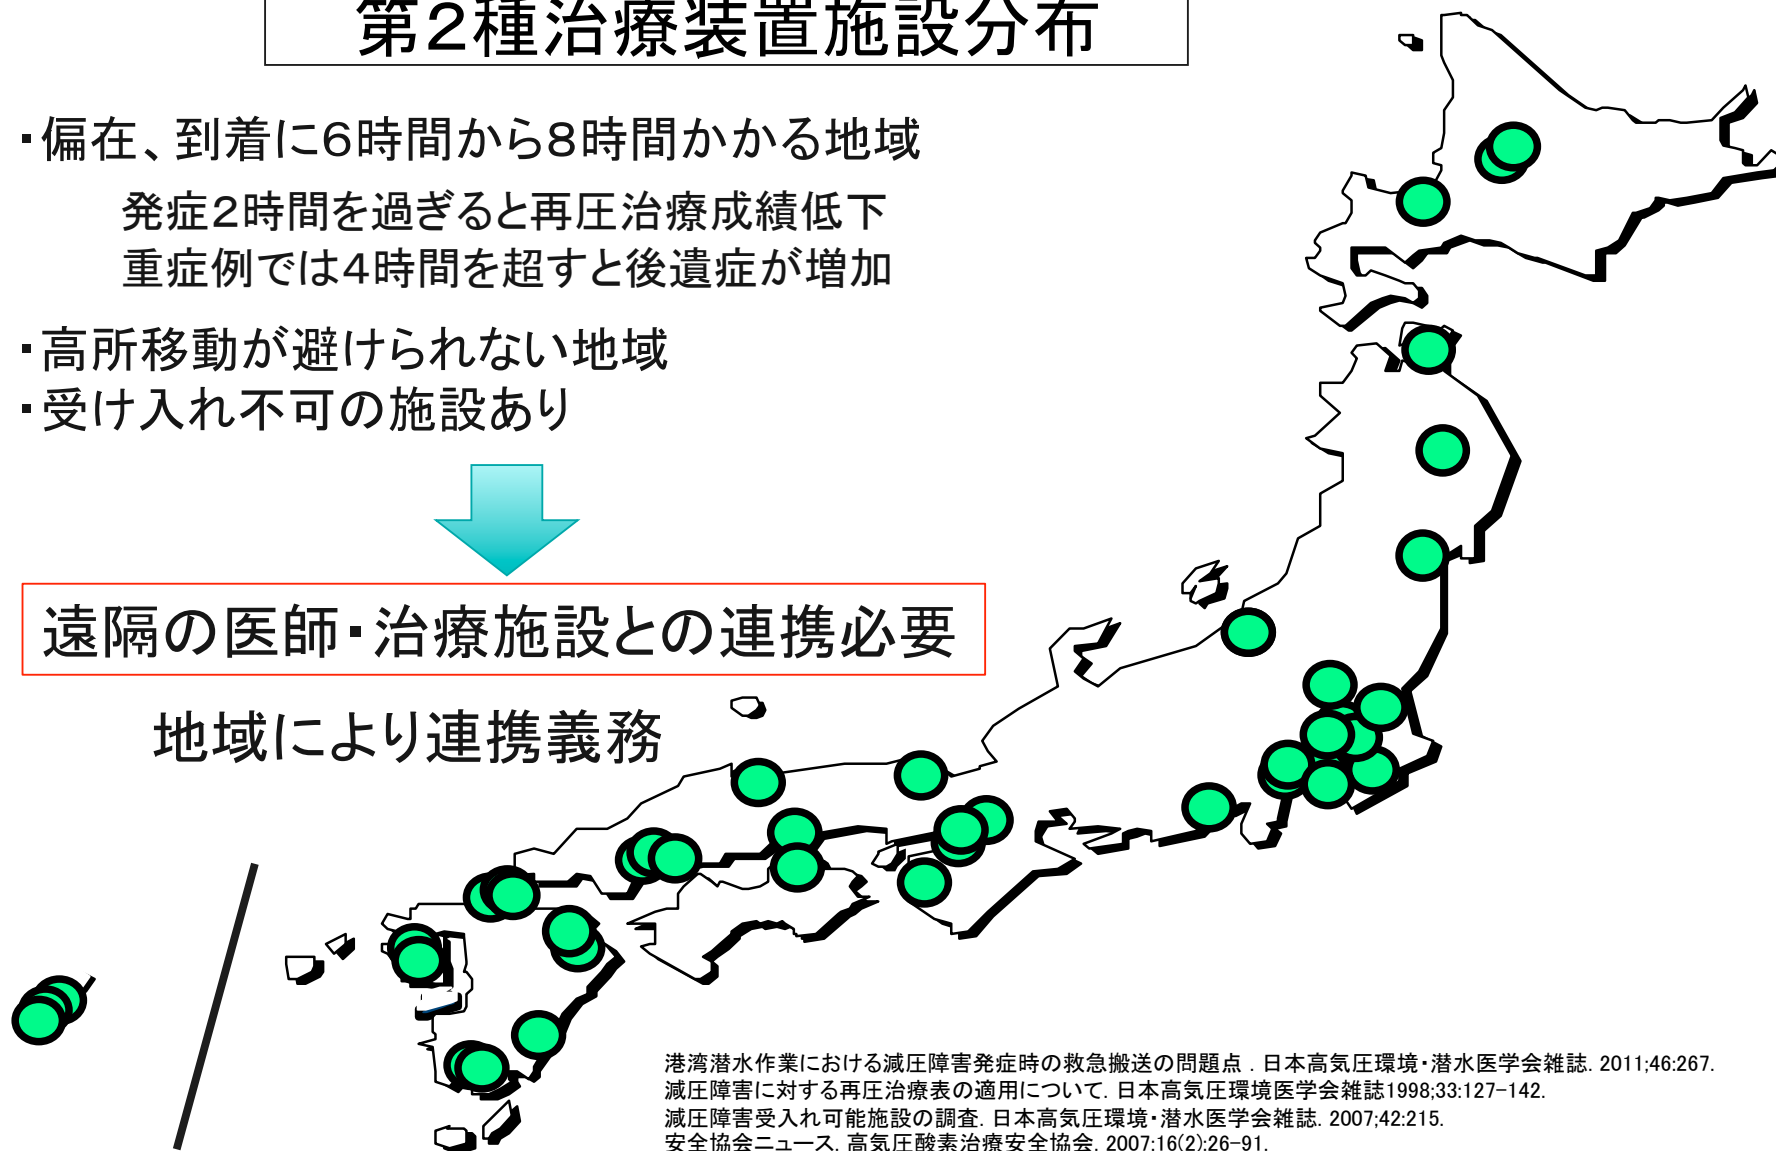 第2種治療装置施設分布
・偏在、到着に6時間から8時間かかる地域
発症2時間を過ぎると再圧治療成績低下
重症例では4時間を超すと後遺症が増加
・高所移動が避けられない地域
・受け入れ不可の施設あり
遠隔の医師・治療施設との連携必要
地域により連携義務
港湾潜水作業における減圧障害発症時の救急搬送の問題点 . 日本高気圧環境・潜水医学会雑誌. 2011;46:267.
減圧障害に対する再圧治療表の適用について. 日本高気圧環境医学会雑誌1998;33:127-142.
減圧障害受入れ可能施設の調査. 日本高気圧環境・潜水医学会雑誌. 2007;42:215.
安全協会ニュース. 高気圧酸素治療安全協会. 2007:16(2):26-91.